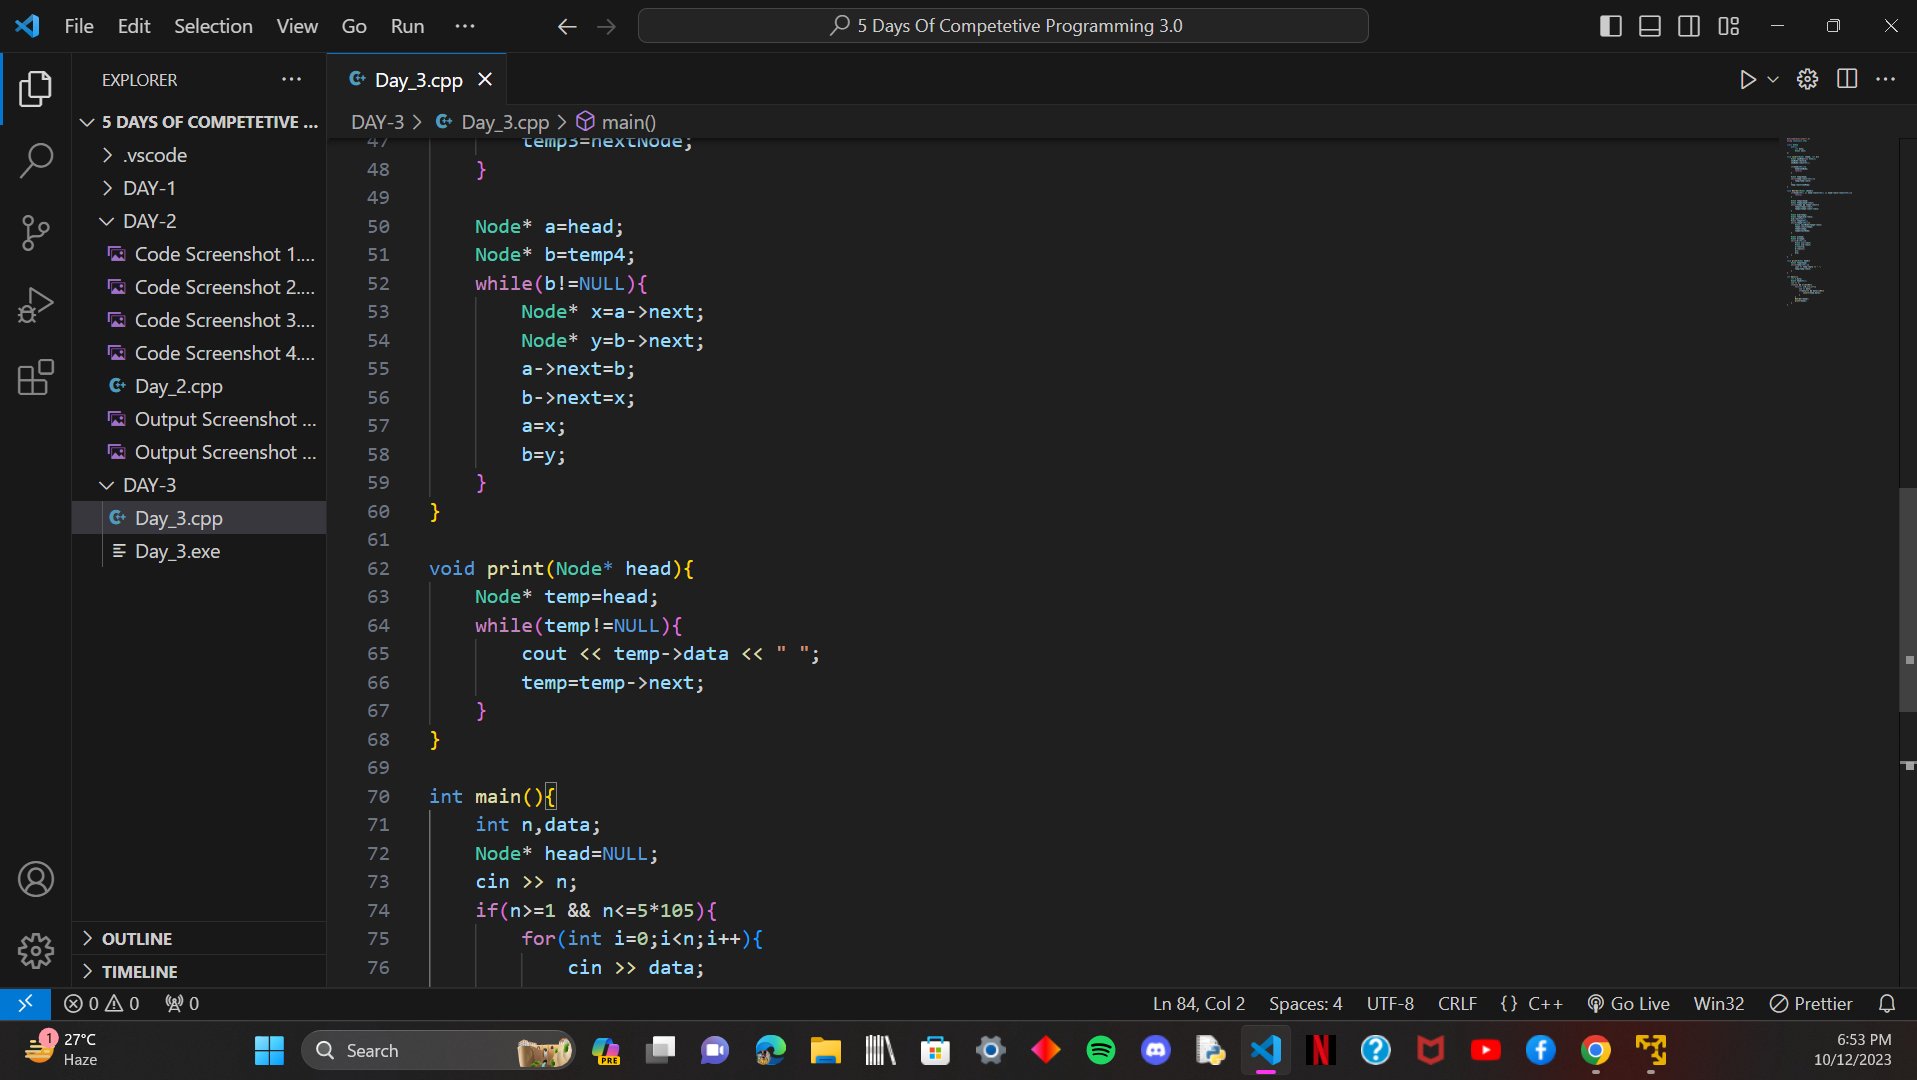 File Edit Selection View Go Run ···
5 Days Of Competetive Programming 3.0
EXPLORER
Day_3.cpp
5 DAYS OF COMPETETIVE ...
DAY-3 > Day_3.cpp > main()
.vscode
DAY-1
DAY-2
Code Screenshot 1....
Code Screenshot 2....
Code Screenshot 3....
Code Screenshot 4....
Day_2.cpp
Output Screenshot ...
Output Screenshot ...
DAY-3
Day_3.cpp
Day_3.exe
OUTLINE
TIMELINE
47 temp3=nextNode;
48 }
49
50 Node* a=head;
51 Node* b=temp4;
52 while(b!=NULL){
53 Node* x=a->next;
54 Node* y=b->next;
55 a->next=b;
56 b->next=x;
57 a=x;
58 b=y;
59 }
60 }
61
62 void print(Node* head){
63 Node* temp=head;
64 while(temp!=NULL){
65 cout << temp->data << " ";
66 temp=temp->next;
67 }
68 }
69
70 int main(){
71 int n,data;
72 Node* head=NULL;
73 cin >> n;
74 if(n>=1 && n<=5*105){
75 for(int i=0;i<n;i++){
76 cin >> data;
0 0 0
Ln 84, Col 2 Spaces: 4 UTF-8 CRLF {} C++ Go Live Win32 Prettier
1 27°C
Haze
Search
PRE
6:53 PM
10/12/2023